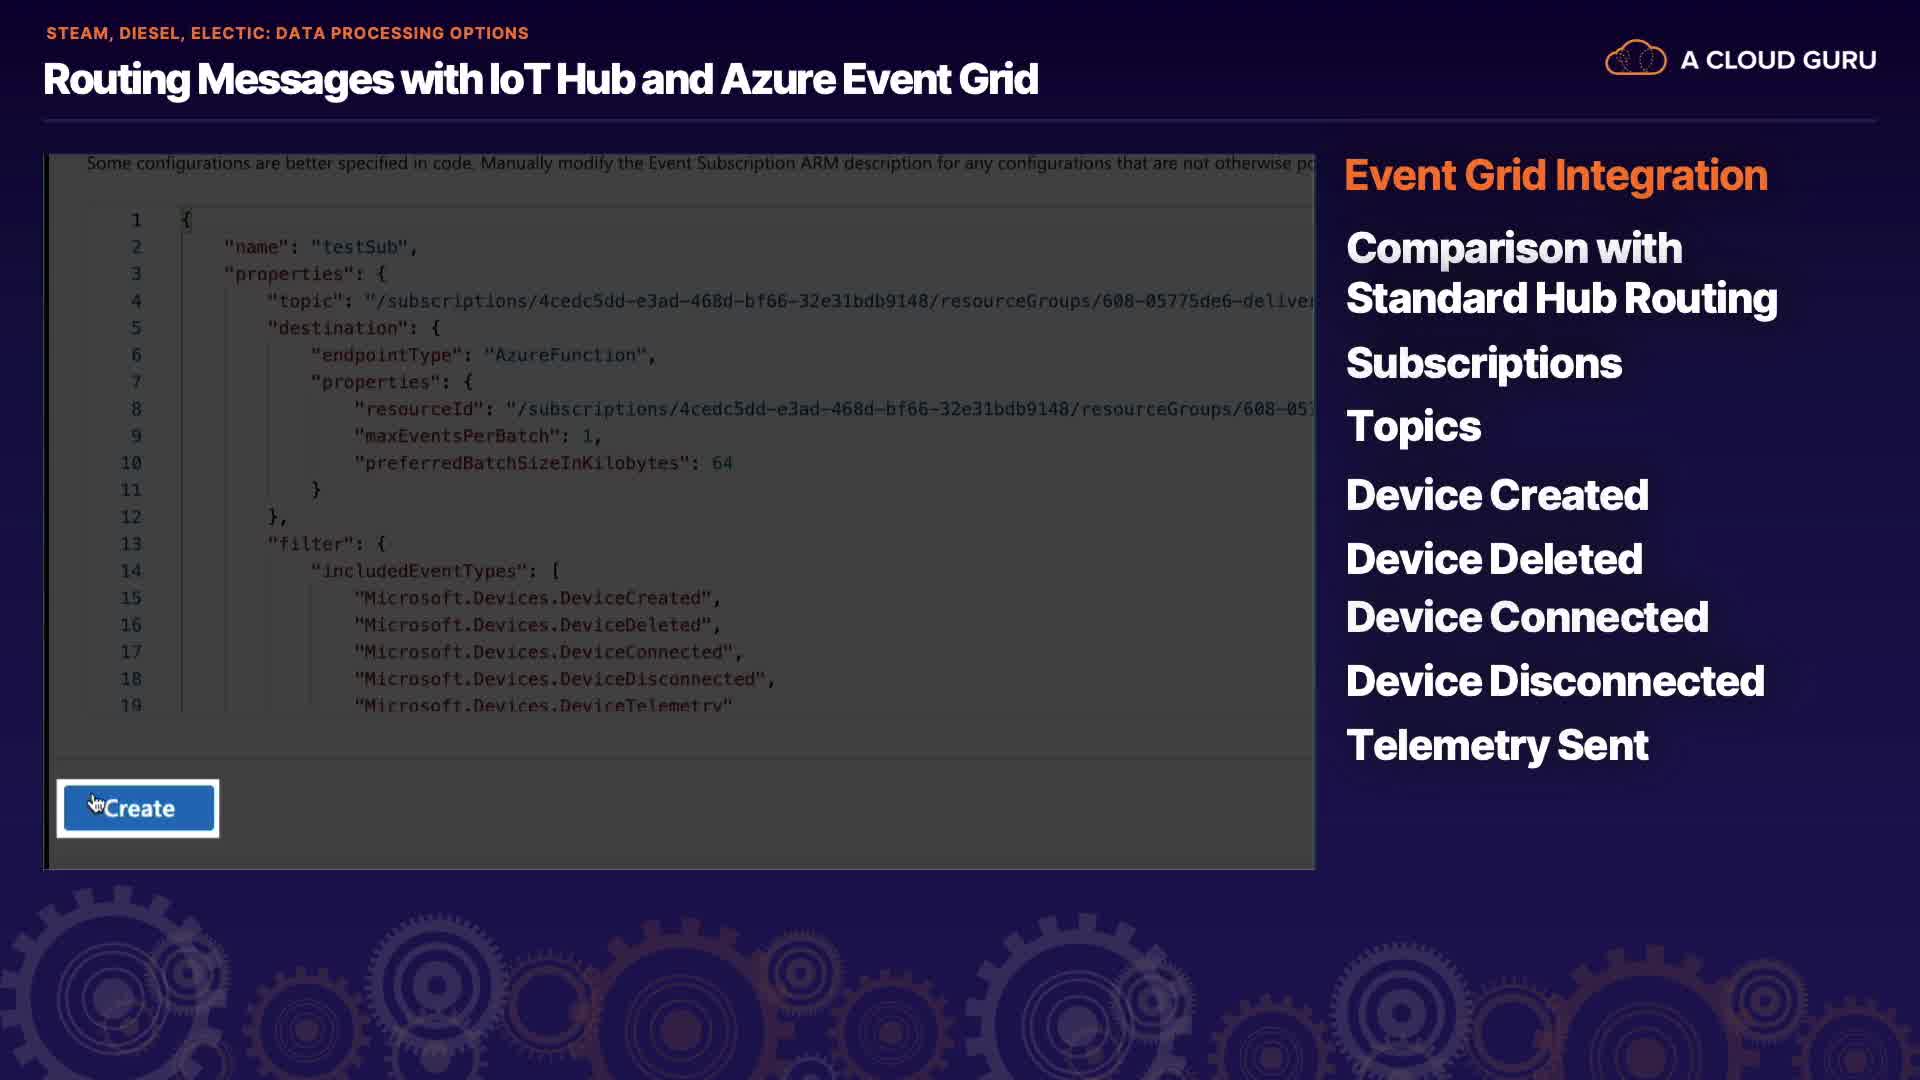 STEAM, DIESEL, ELECTIC: DATA PROCESSING OPTIONS
Routing Messages with IoT Hub and Azure Event Grid
A CLOUD GURU
Some configurations are better specified in code. Manually modify the Event Subscription ARM description for any configurations that are not otherwise po
1 {
2 "name": "testSub",
3 "properties": {
4 "topic": "/subscriptions/4cedc5dd-e3ad-468d-bf66-32e31bdb9148/resourceGroups/608-05775de6-deliver
5 "destination": {
6 "endpointType": "AzureFunction",
7 "properties": {
8 "resourceId": "/subscriptions/4cedc5dd-e3ad-468d-bf66-32e31bdb9148/resourceGroups/608-057
9 "maxEventsPerBatch": 1,
10 "preferredBatchSizeInKilobytes": 64
11 }
12 },
13 "filter": {
14 "includedEventTypes": [
15 "Microsoft.Devices.DeviceCreated",
16 "Microsoft.Devices.DeviceDeleted",
17 "Microsoft.Devices.DeviceConnected",
18 "Microsoft.Devices.DeviceDisconnected",
19 "Microsoft.Devices.DeviceTelemetry"
Create
Event Grid Integration
Comparison with
Standard Hub Routing
Subscriptions
Topics
Device Created
Device Deleted
Device Connected
Device Disconnected
Telemetry Sent